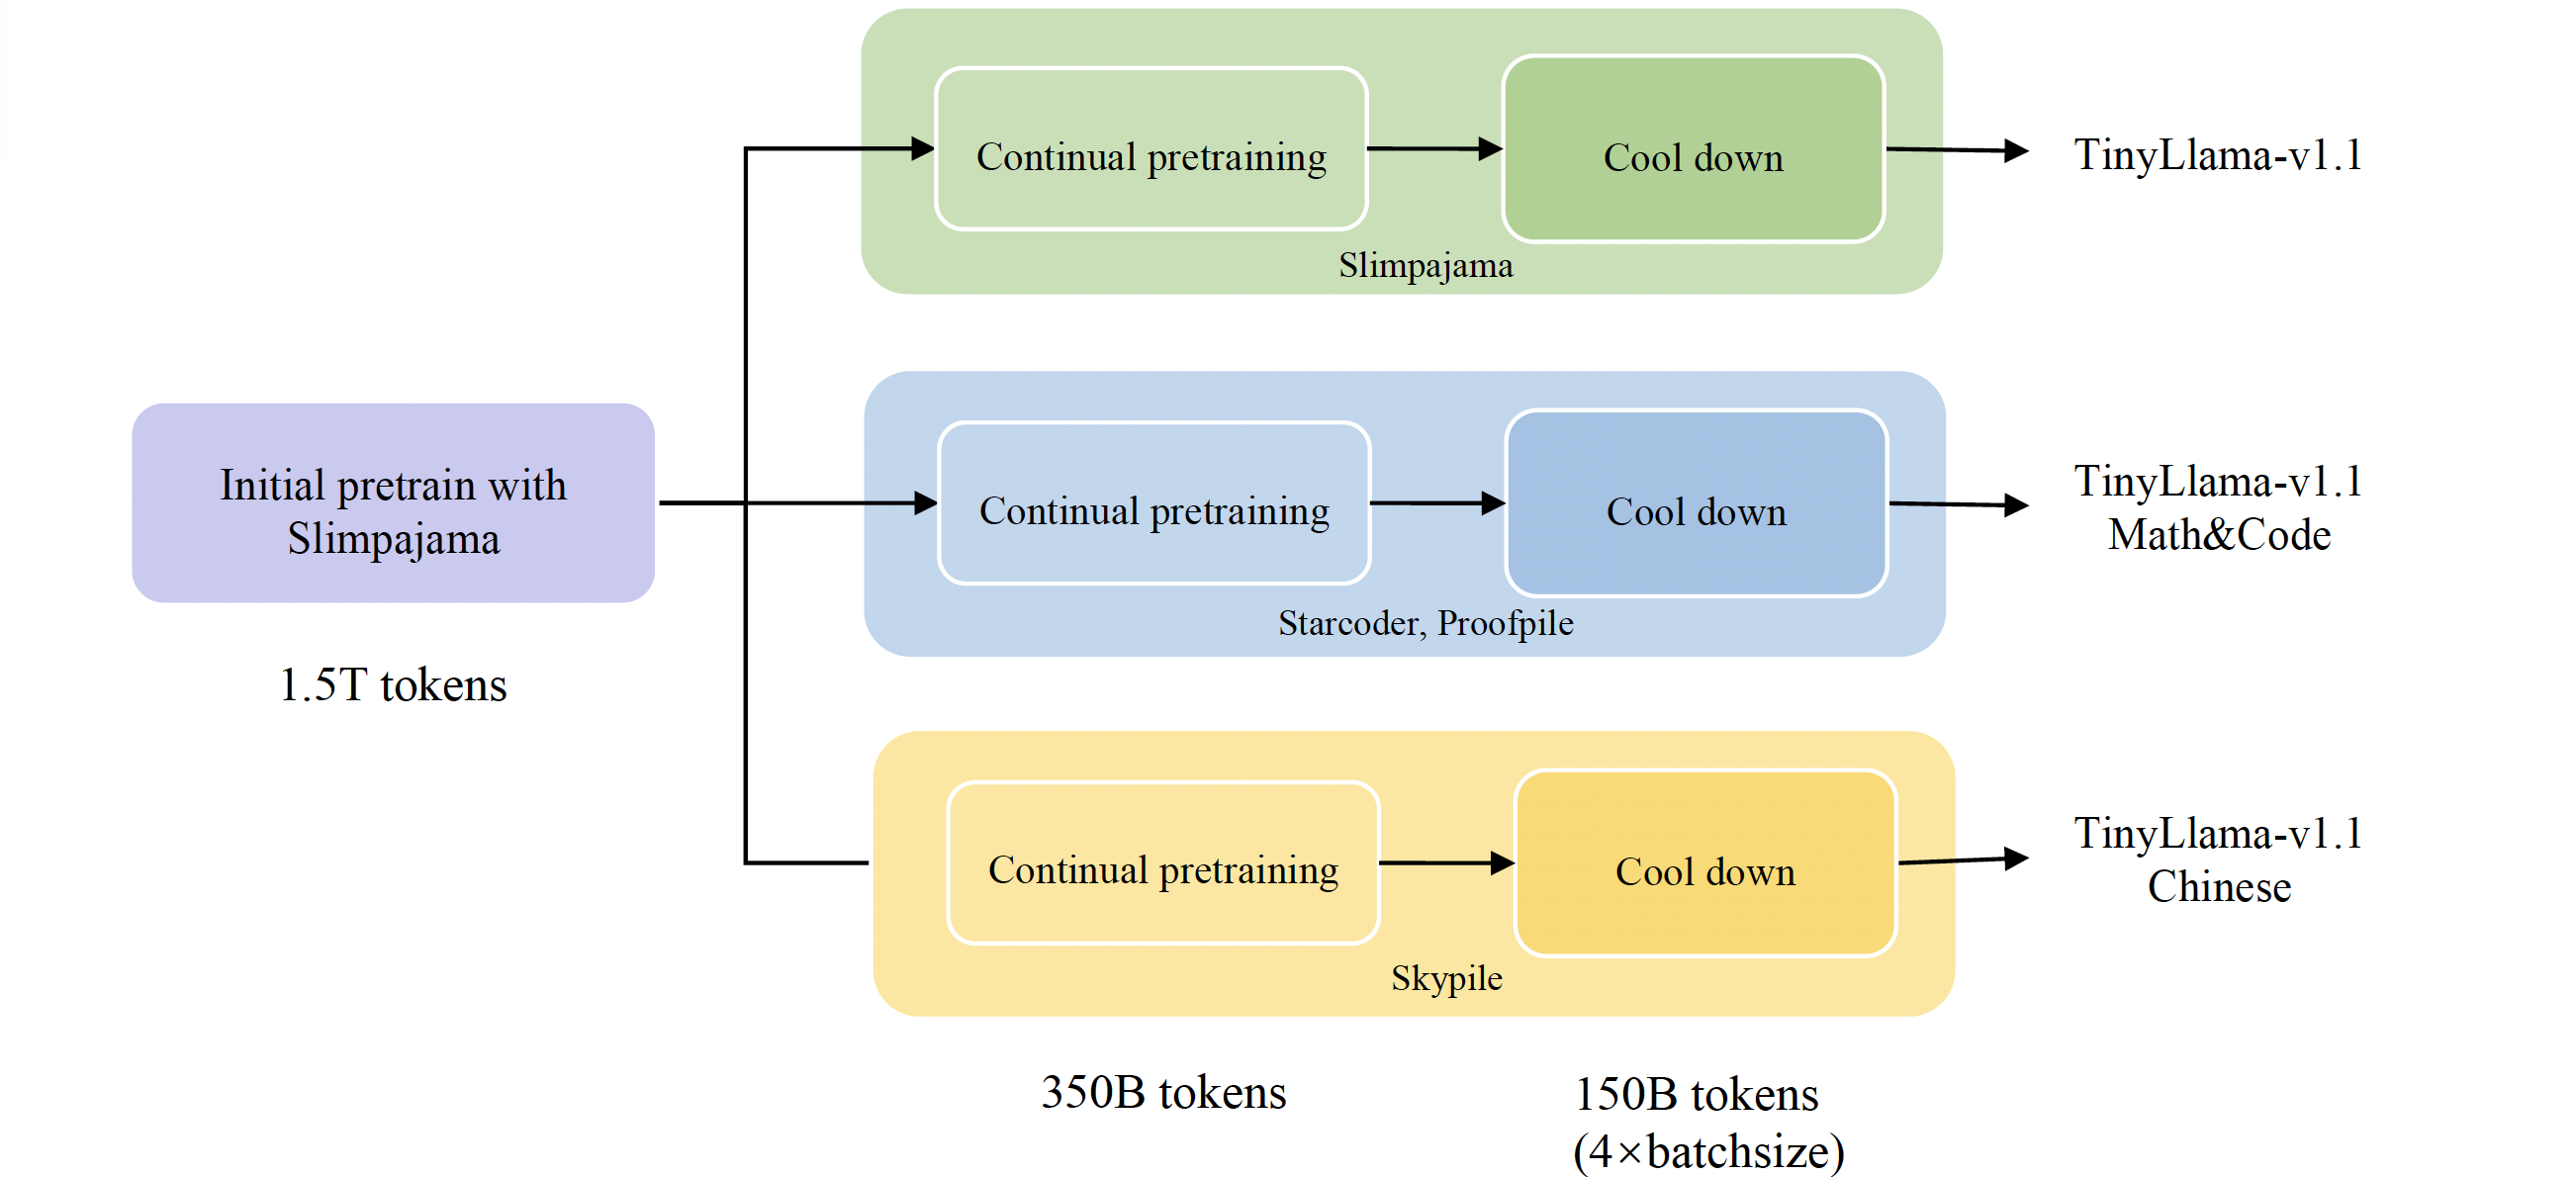 Initial pretrain with
Slimpajama
1.5T tokens
Continual pretraining
Cool down
Slimpajama
TinyLlama-v1.1
Continual pretraining
Cool down
Starcoder, Proofpile
TinyLlama-v1.1
Math&Code
Continual pretraining
Cool down
Skypile
TinyLlama-v1.1
Chinese
350B tokens
150B tokens
(4×batchsize)